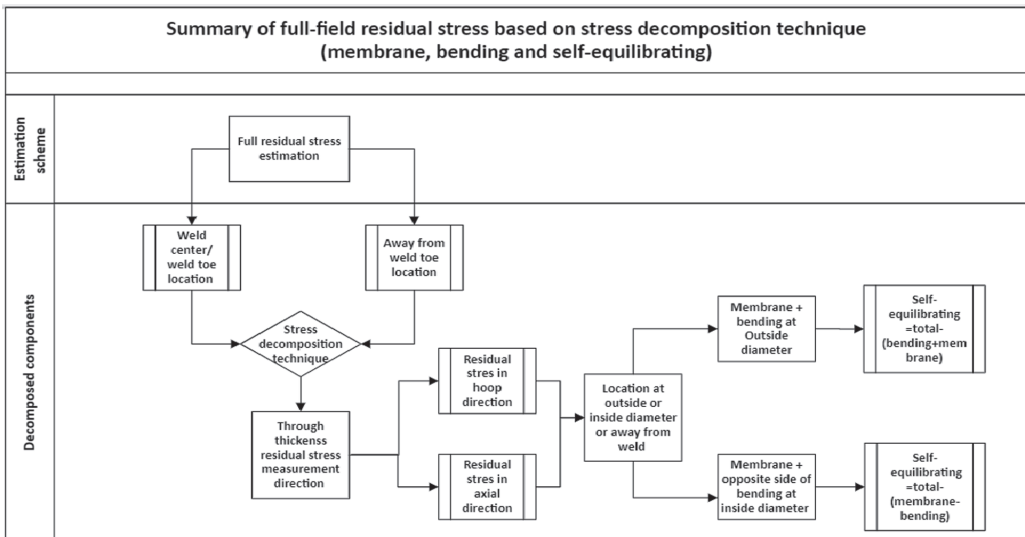 Summary of full-field residual stress based on stress decomposition technique
(membrane, bending and self-equilibrating)
Estimation
scheme
Full residual stress
estimation
Decomposed components
Weld
center/
weld toe
location
Away from
weld toe
location
Stress
decomposition
technique
Through
thickenss
residual stress
measurement
direction
Residual
stres in
hoop
direction
Residual
stres in
axial
direction
Location at
outside or
inside diameter
or away from
weld
Membrane +
bending at
Outside
diameter
Self-
equilibrating
=total-
(bending+mem
brane)
Membrane +
opposite side of
bending at
inside diameter
Self-
equilibrating
=total-
(membrane-
bending)